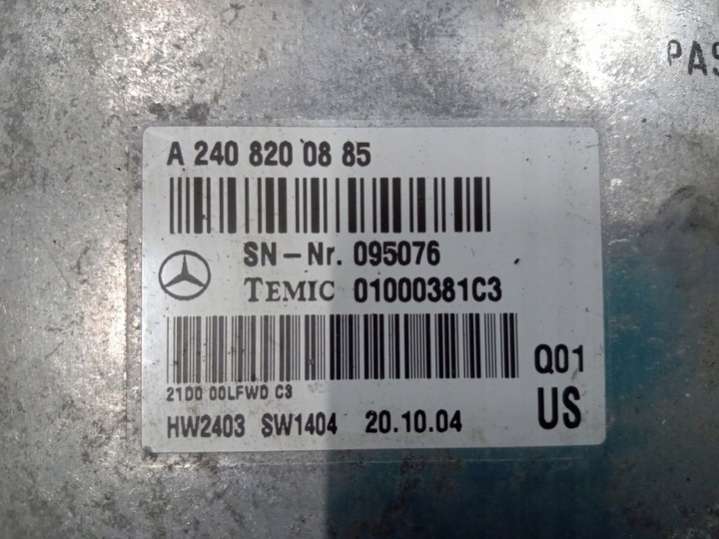 PAS
A 240 820 08 85
SN-Nr. 095076
TEMIC 01000381C3
Q01
21D0 00LFWD C3
HW2403 SW1404 20.10.04
US